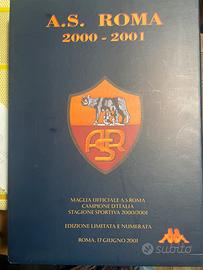 A.S. ROMA
2000 - 2001
ASR
MAGLIA UFFICIALE A.S ROMA
CAMPIONE D'ITALIA
STAGIONE SPORTIVA 2000/2001
EDIZIONE LIMITATA E NUMERATA
ROMA, 17 GIUGNO 2001
Kappa
subito